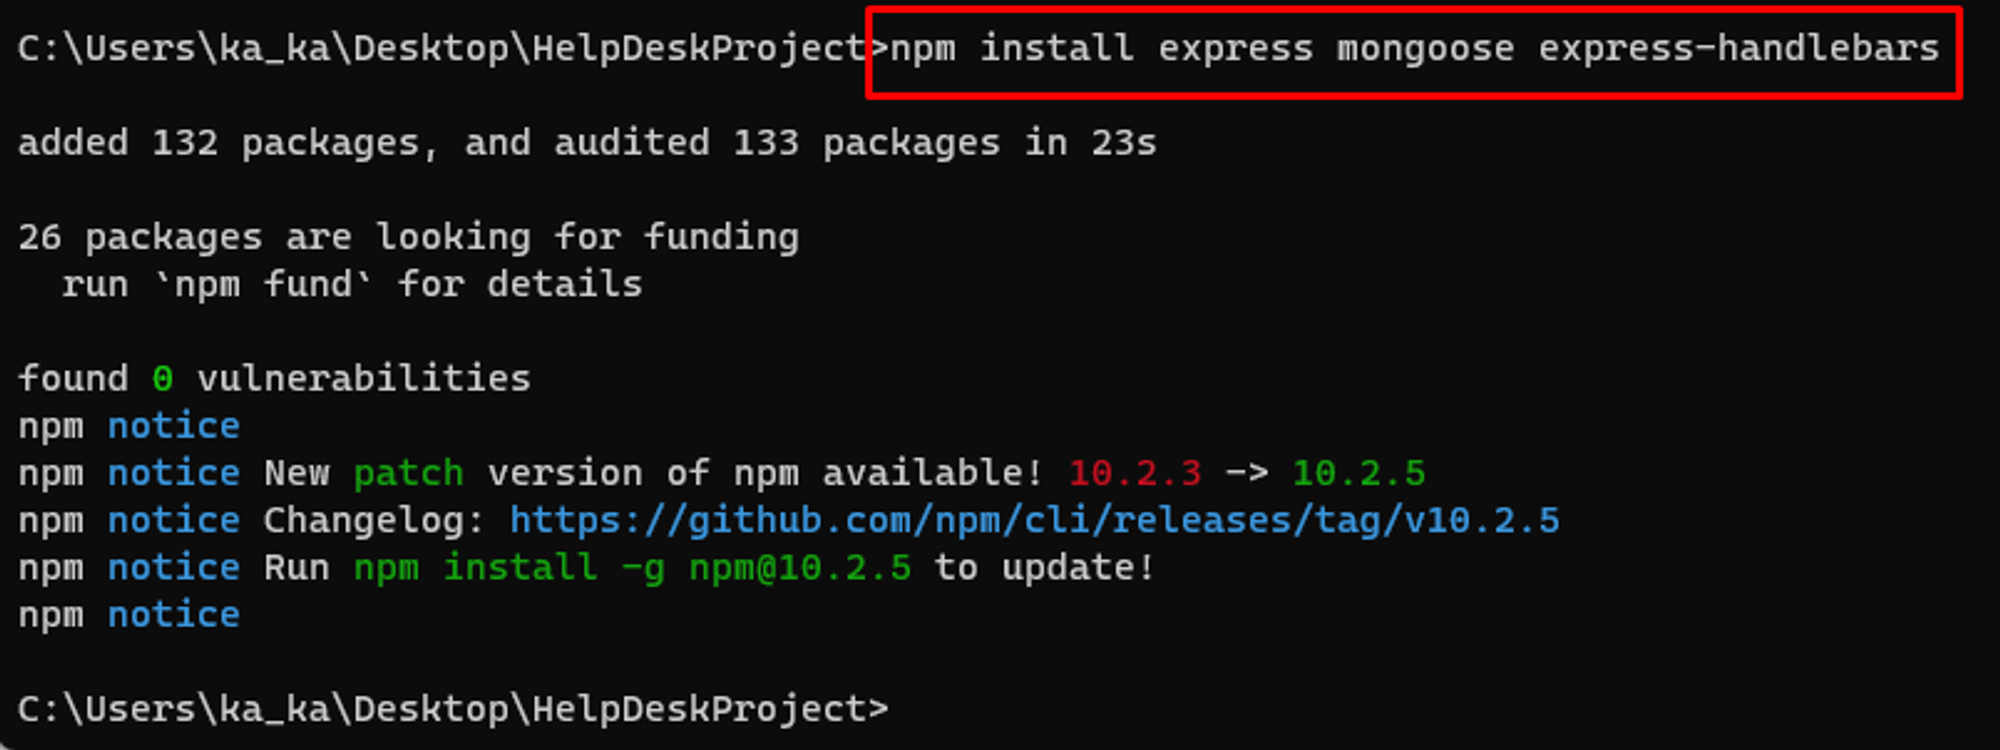 C:\Users\ka_ka\Desktop\HelpDeskProject>npm install express mongoose express-handlebars
added 132 packages, and audited 133 packages in 23s
26 packages are looking for funding
  run `npm fund` for details
found 0 vulnerabilities
npm notice
npm notice New patch version of npm available! 10.2.3 -> 10.2.5
npm notice Changelog: https://github.com/npm/cli/releases/tag/v10.2.5
npm notice Run npm install -g npm@10.2.5 to update!
npm notice
C:\Users\ka_ka\Desktop\HelpDeskProject>